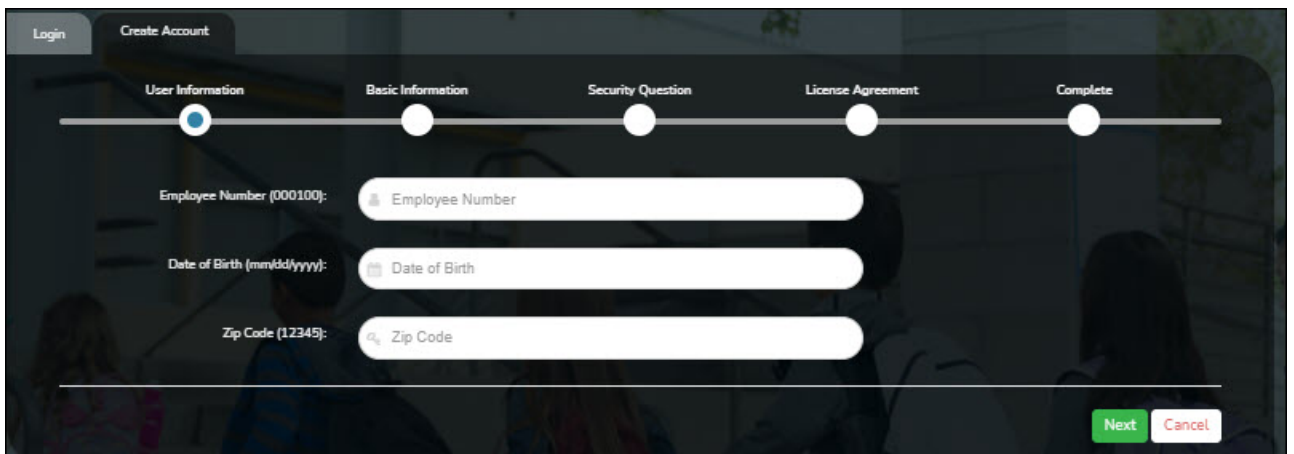 Login
Create Account
User Information
Basic Information
Security Question
License Agreement
Complete
Employee Number (000100):
Employee Number
Date of Birth (mm/dd/yyyy):
Date of Birth
Zip Code (12345):
Zip Code
Next
Cancel